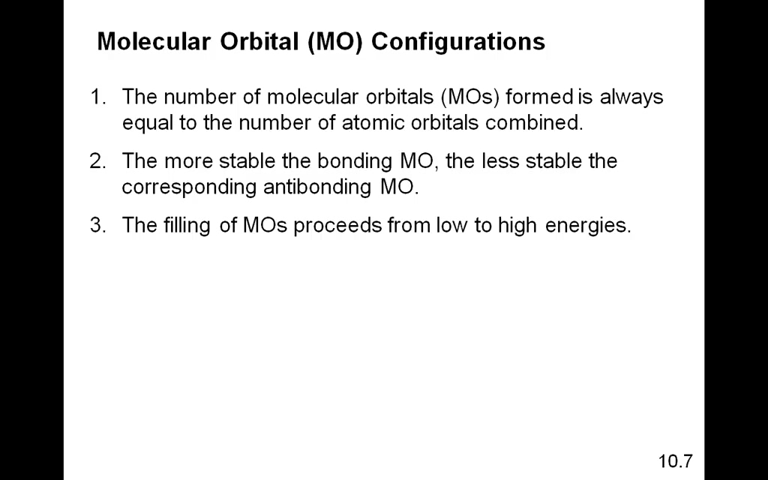 Molecular Orbital (MO) Configurations
1. The number of molecular orbitals (MOs) formed is always
equal to the number of atomic orbitals combined.
2. The more stable the bonding MO, the less stable the
corresponding antibonding MO.
3. The filling of MOs proceeds from low to high energies.
10.7